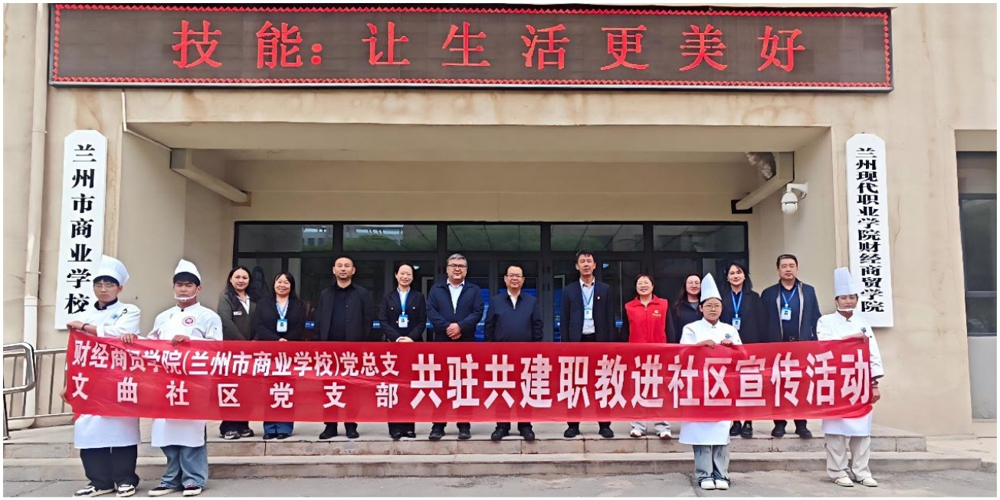 技能：让生活更美好
兰州市商业学校
兰州现代职业学院财经商贸学院
财经商贸学院(兰州市商业学校)党总支
文曲社区党支部
共驻共建职教进社区宣传活动